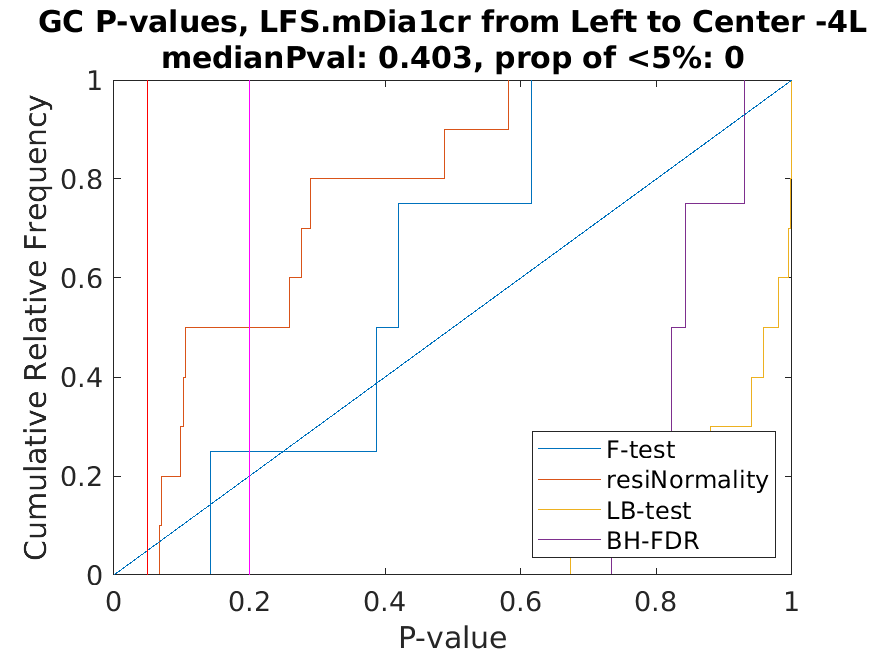 GC P-values, LFS.mDia1cr from Left to Center -4L
medianPval: 0.403, prop of <5%: 0
Cumulative Relative Frequency
1
0.8
0.6
0.4
0.2
0
F-test
resiNormality
LB-test
BH-FDR
0 0.2 0.4 0.6 0.8 1
P-value